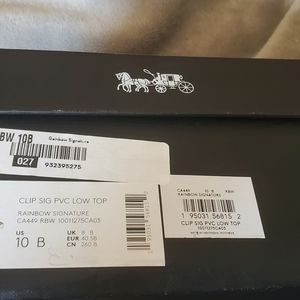 BW 10B
Rainbow Signature
027
932395275
CLIP SIG PVC LOW TOP
RAINBOW SIGNATURE
CA449 RBW 10011275CA03
US 10 B
UK 8 B
EUR 40.5B
CN 260 B
CA449 10 B RBW
RAINBOW SIGNATURE
1 95031 56815 2
CLIP SIG PVC LOW TOP
10011275CA03